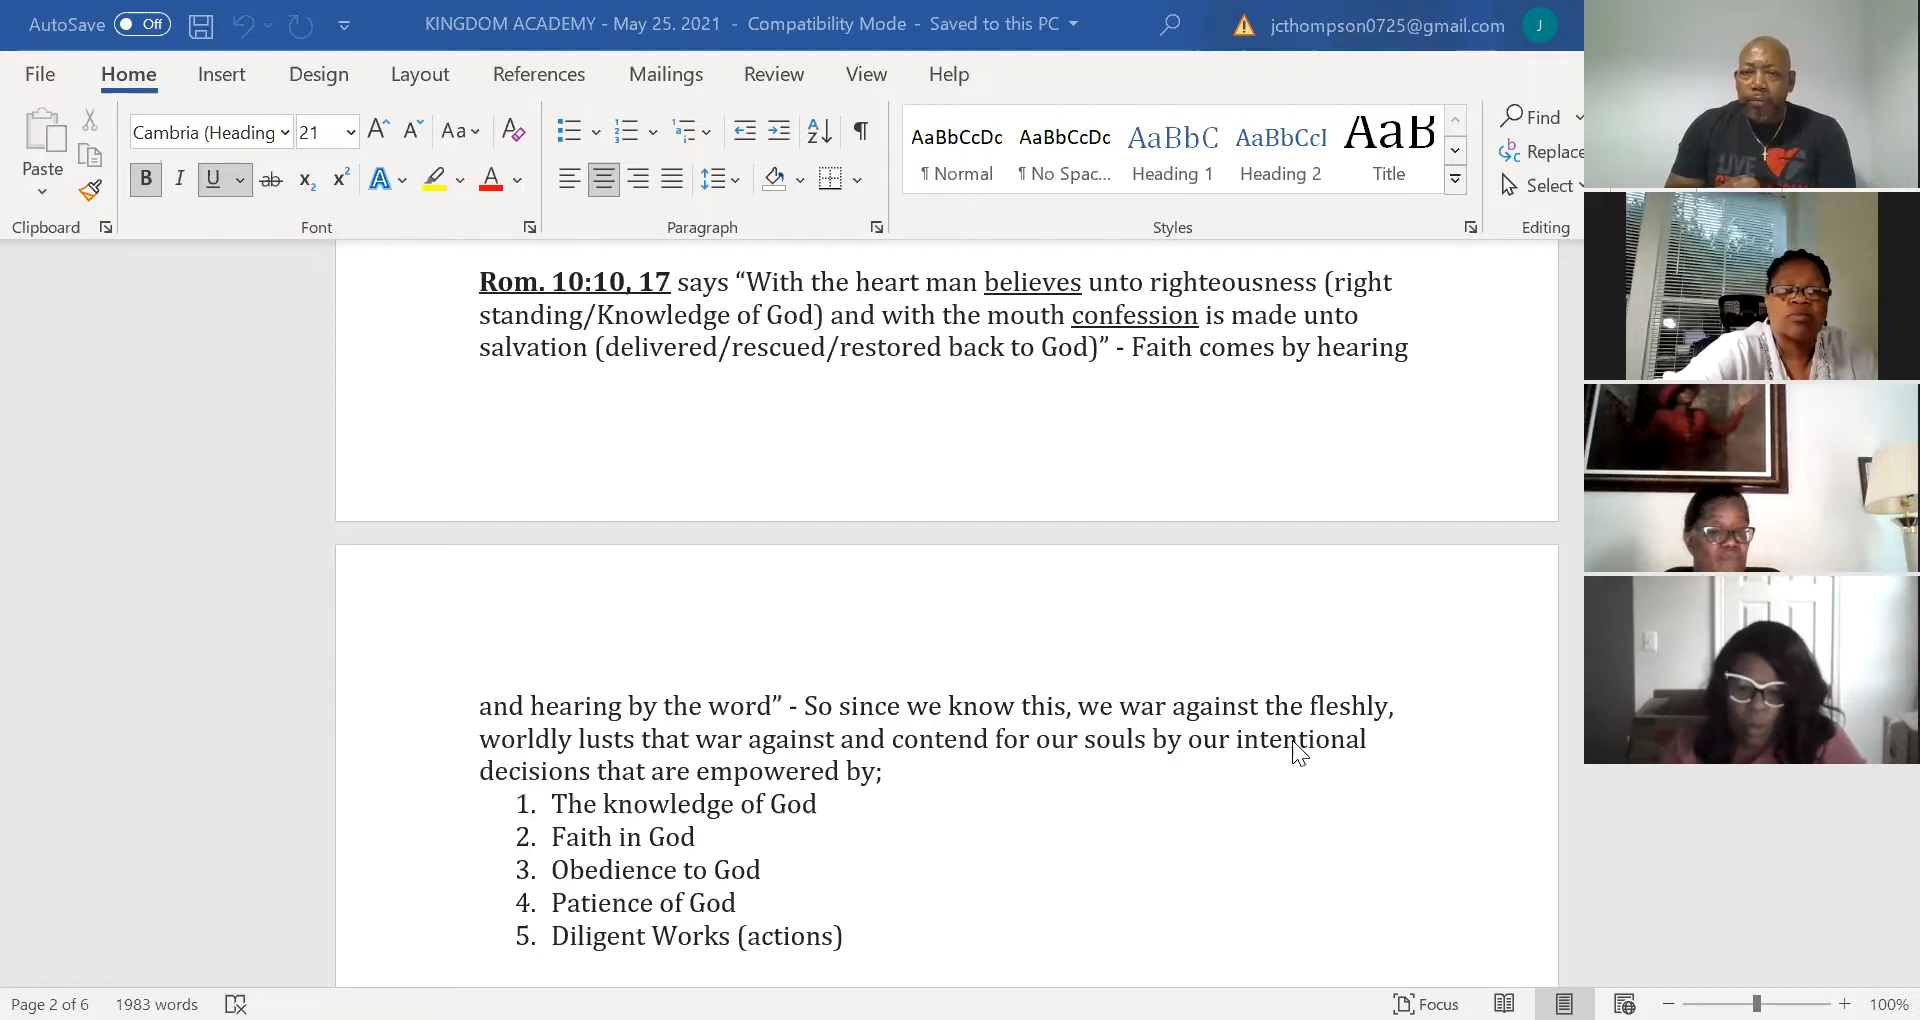 AutoSave Off
KINGDOM ACADEMY - May 25. 2021 - Compatibility Mode - Saved to this PC
jcthompson0725@gmail.com J
File Home Insert Design Layout References Mailings Review View Help
Cambria (Heading 21 Aa
Paste
B I U ab x2 x2 A A
AaBbCcDc AaBbCcDc AaBbC AaBbCcI AaB
¶ Normal ¶ No Spac... Heading 1 Heading 2 Title
Find
Replace
Select
Clipboard Font Paragraph Styles Editing
Rom. 10:10, 17 says “With the heart man believes unto righteousness (right
standing/Knowledge of God) and with the mouth confession is made unto
salvation (delivered/rescued/restored back to God)” - Faith comes by hearing
and hearing by the word” - So since we know this, we war against the fleshly,
worldly lusts that war against and contend for our souls by our intentional
decisions that are empowered by;
1. The knowledge of God
2. Faith in God
3. Obedience to God
4. Patience of God
5. Diligent Works (actions)
LIVE
Page 2 of 6 1983 words Focus 100%